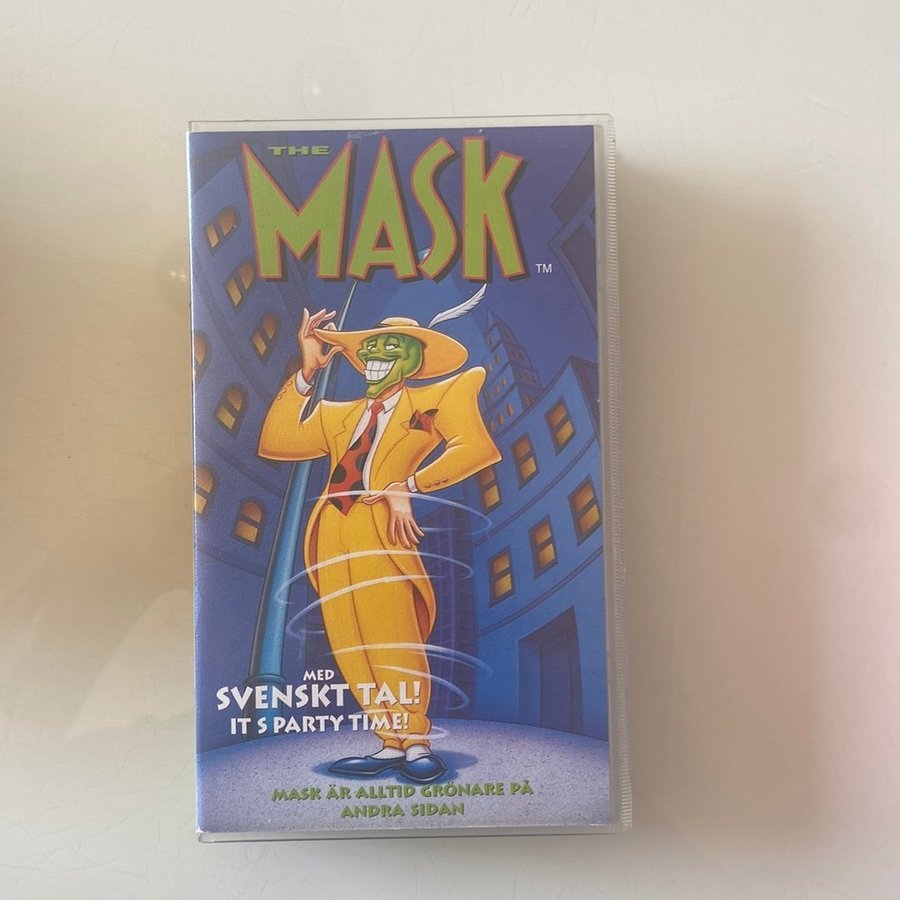 THE
MASK
TM
MED
SVENSKT TAL!
IT S PARTY TIME!
MASK ÄR ALLTID GRÖNARE PÅ
ANDRA SIDAN